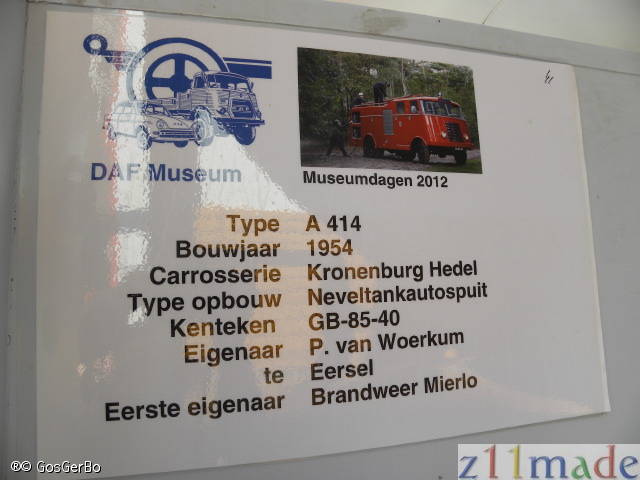 DAF Museum
Museumdagen 2012
Type A 414
Bouwjaar 1954
Carrosserie Kronenburg Hedel
Type opbouw Neveltankautospuit
Kenteken GB-85-40
Eigenaar P. van Woerkum
te Eersel
Eerste eigenaar Brandweer Mierlo
®© GosGerBo
z11made